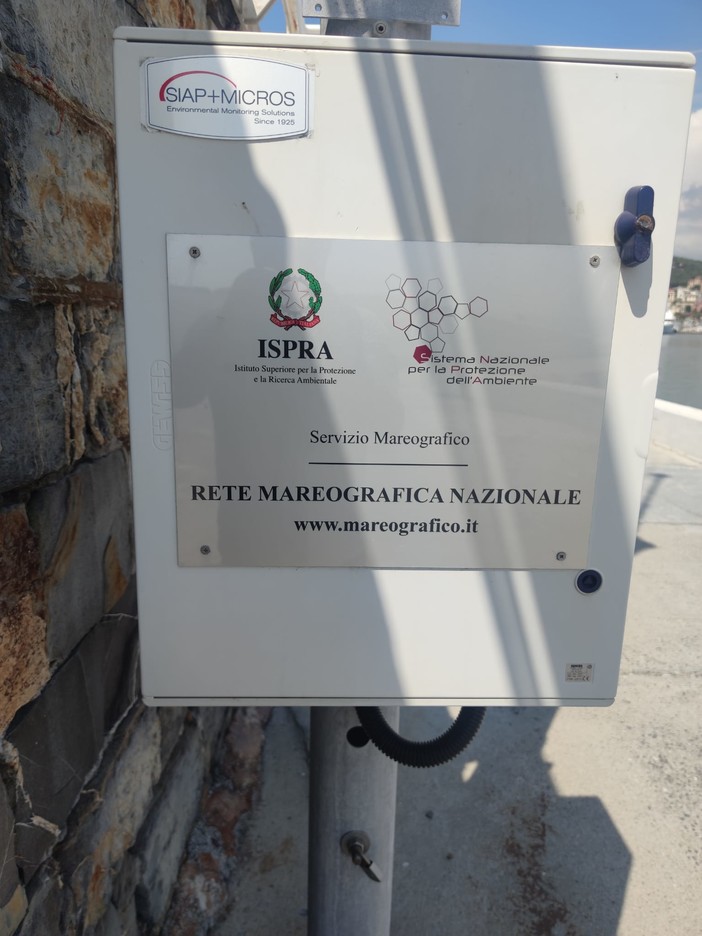 SIAP+MICROS
Environmental Monitoring Solutions
Since 1925
ISPRA
Istituto Superiore per la Protezione
e la Ricerca Ambientale
Sistema Nazionale
per la Protezione
dell'Ambiente
Servizio Mareografico
RETE MAREOGRAFICA NAZIONALE
www.mareografico.it
GEWISS